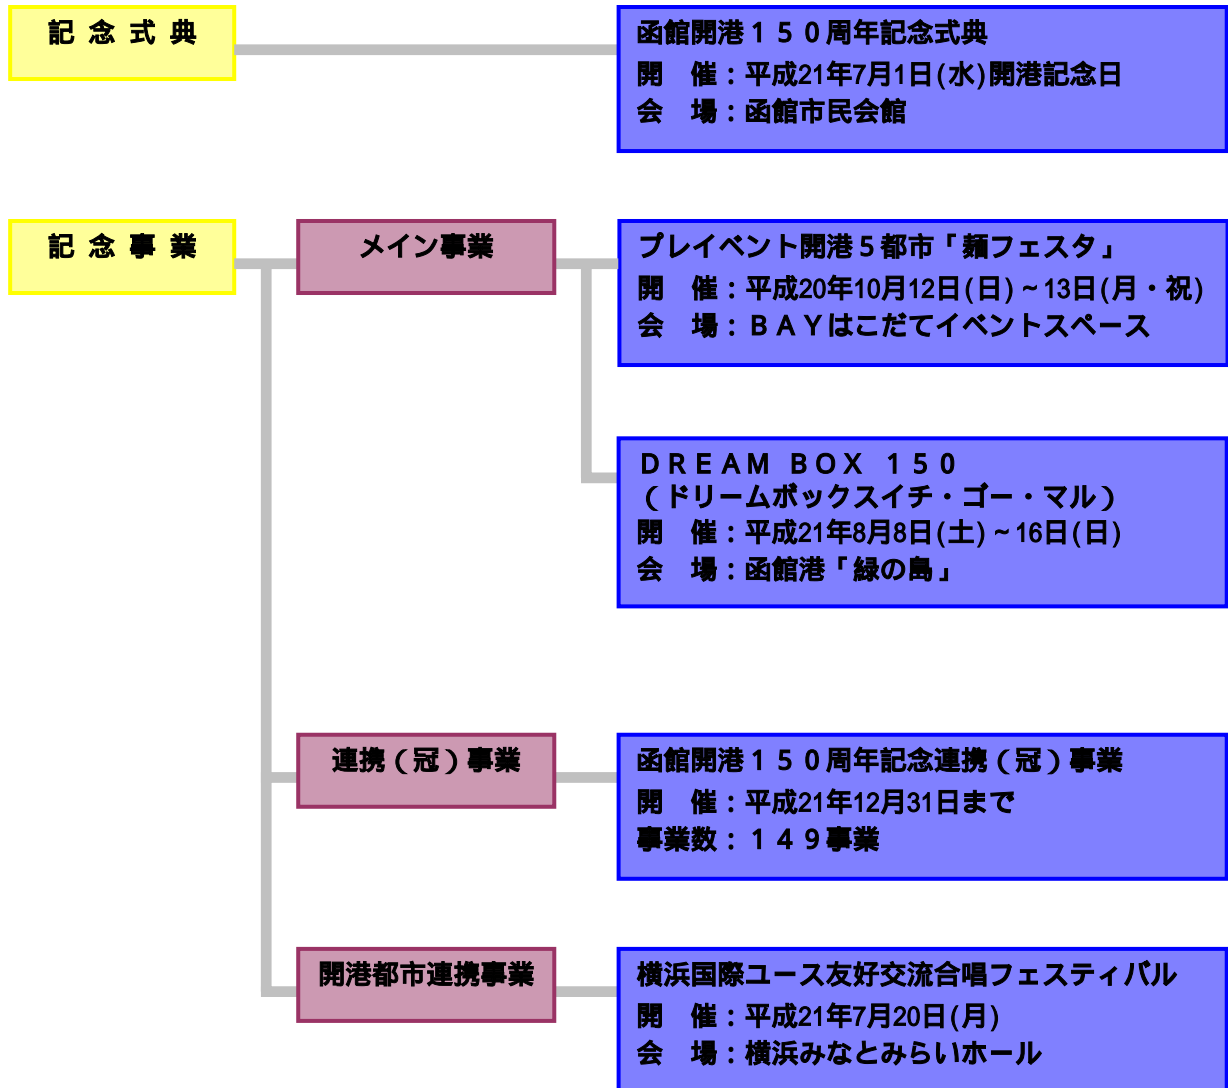 記 念 式 典
函館開港１５０周年記念式典
開　催：平成21年7月1日(水)開港記念日
会　場：函館市民会館
記 念 事 業
メイン事業
プレイベント開港５都市「麺フェスタ」
開　催：平成20年10月12日(日)～13日(月・祝)
会　場：ＢＡＹはこだてイベントスペース
ＤＲＥＡＭ ＢＯＸ １５０
（ドリームボックスイチ・ゴー・マル）
開　催：平成21年8月8日(土)～16日(日)
会　場：函館港「緑の島」
連携（冠）事業
函館開港１５０周年記念連携（冠）事業
開　催：平成21年12月31日まで
事業数：１４９事業
開港都市連携事業
横浜国際ユース友好交流合唱フェスティバル
開　催：平成21年7月20日(月)
会　場：横浜みなとみらいホール